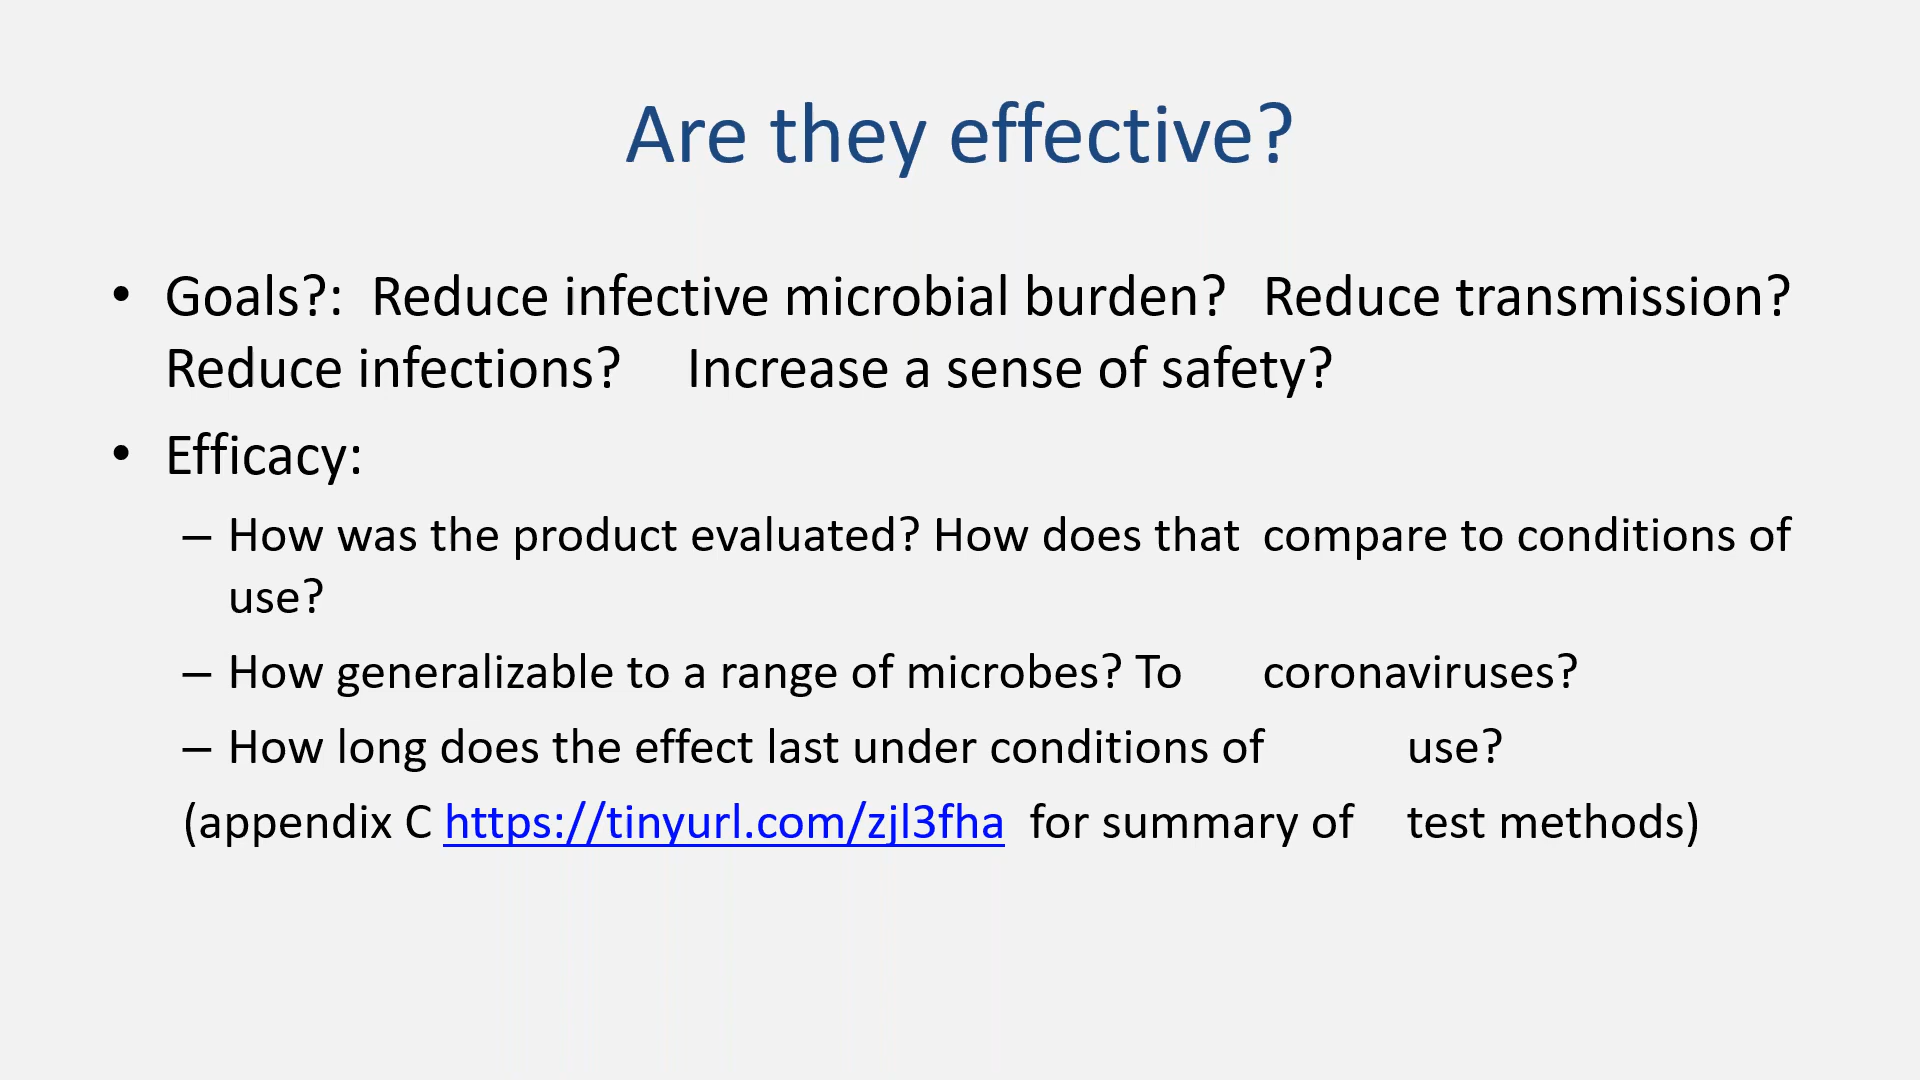 Are they effective?
• Goals?: Reduce infective microbial burden? Reduce transmission?
Reduce infections? Increase a sense of safety?
• Efficacy:
– How was the product evaluated? How does that compare to conditions of
use?
– How generalizable to a range of microbes? To coronaviruses?
– How long does the effect last under conditions of use?
(appendix C https://tinyurl.com/zjl3fha for summary of test methods)